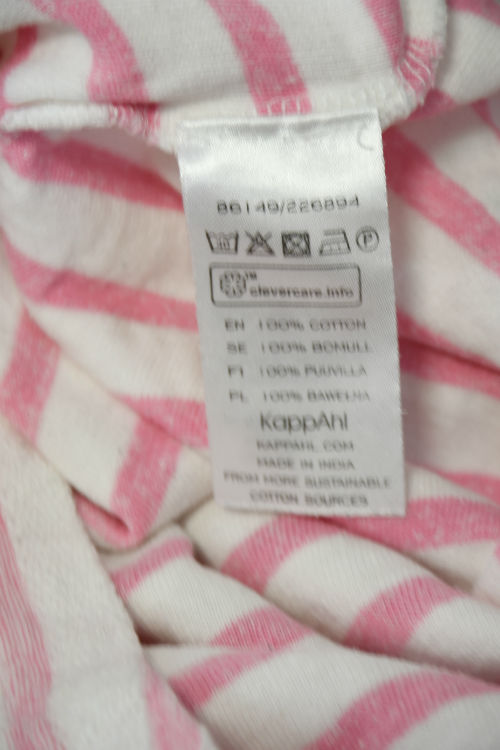 86149/226894
clevercare.info
EN 100% COTTON
SE 100% BOMULL
FI 100% PUUVILLA
PL 100% BAWEŁNA
KappAhl
KAPPAHL.COM
MADE IN INDIA
FROM MORE SUSTAINABLE
COTTON SOURCES